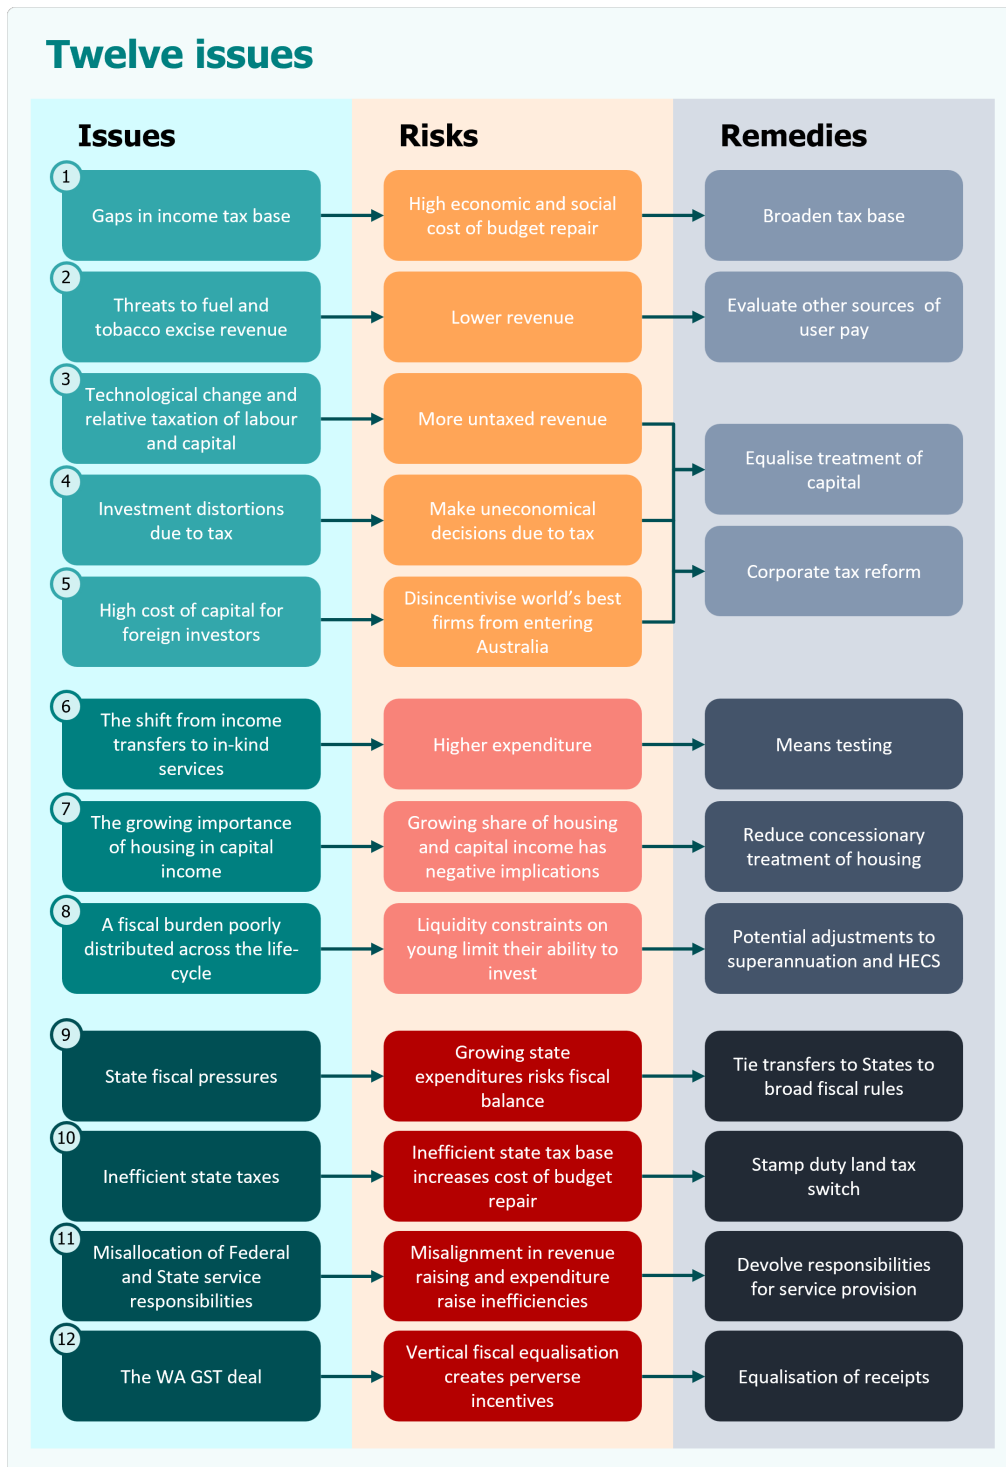 Twelve issues
Issues
Risks
Remedies
1
Gaps in income tax base
High economic and social
cost of budget repair
Broaden tax base
2
Threats to fuel and
tobacco excise revenue
Lower revenue
Evaluate other sources  of
user pay
3
Technological change and
relative taxation of labour
and capital
More untaxed revenue
4
Investment distortions
due to tax
Make uneconomical
decisions due to tax
Equalise treatment of
capital
5
High cost of capital for
foreign investors
Disincentivise world’s best
firms from entering
Australia
Corporate tax reform
6
The shift from income
transfers to in-kind
services
Higher expenditure
Means testing
7
The growing importance
of housing in capital
income
Growing share of housing
and capital income has
negative implications
Reduce concessionary
treatment of housing
8
A fiscal burden poorly
distributed across the life-
cycle
Liquidity constraints on
young limit their ability to
invest
Potential adjustments to
superannuation and HECS
9
State fiscal pressures
Growing state
expenditures risks fiscal
balance
Tie transfers to States to
broad fiscal rules
10
Inefficient state taxes
Inefficient state tax base
increases cost of budget
repair
Stamp duty land tax
switch
11
Misallocation of Federal
and State service
responsibilities
Misalignment in revenue
raising and expenditure
raise inefficiencies
Devolve responsibilities
for service provision
12
The WA GST deal
Vertical fiscal equalisation
creates perverse
incentives
Equalisation of receipts